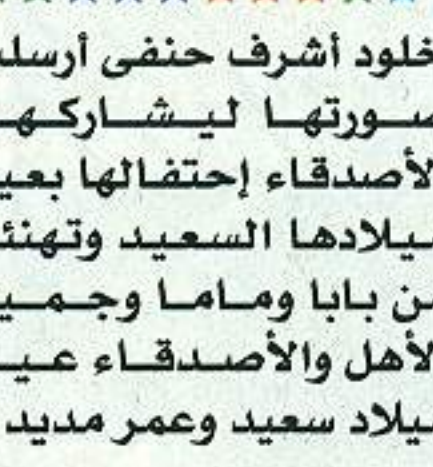 خلود أشرف حنفى أرسلت
صورتها ليشاركها
الأصدقاء إحتفالها بعيد
ميلادها السعيد وتهنئة
من بابا وماما وجميع
الأهل والأصدقاء عيد
ميلاد سعيد وعمر مديد